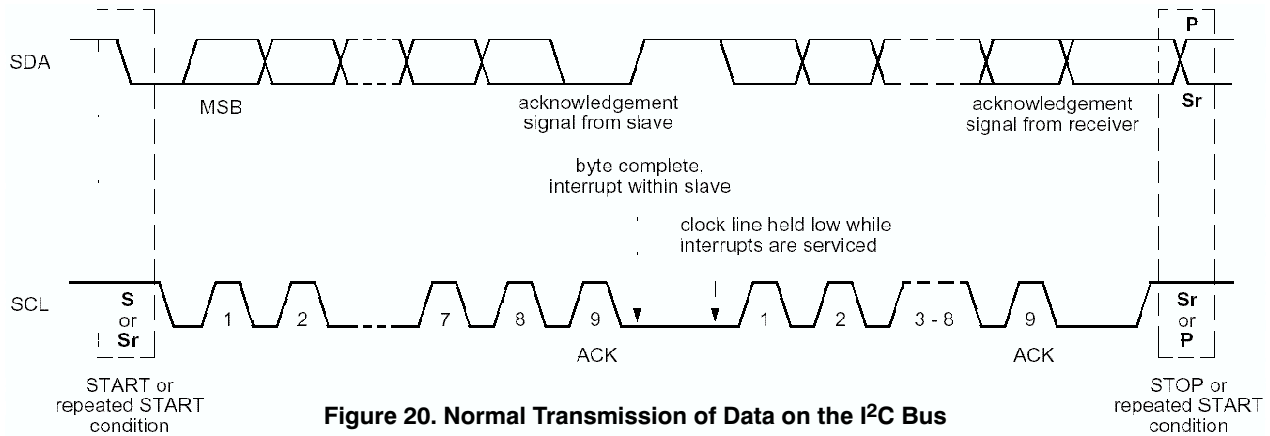 P
SDA
MSB
acknowledgement
signal from slave
acknowledgement
signal from receiver
Sr
byte complete,
interrupt within slave
clock line held low while
interrupts are serviced
SCL
S
or
Sr
1
2
7
8
9
1
2
3 - 8
9
Sr
or
P
ACK
ACK
START or
repeated START
condition
STOP or
repeated START
condition
Figure 20. Normal Transmission of Data on the I²C Bus